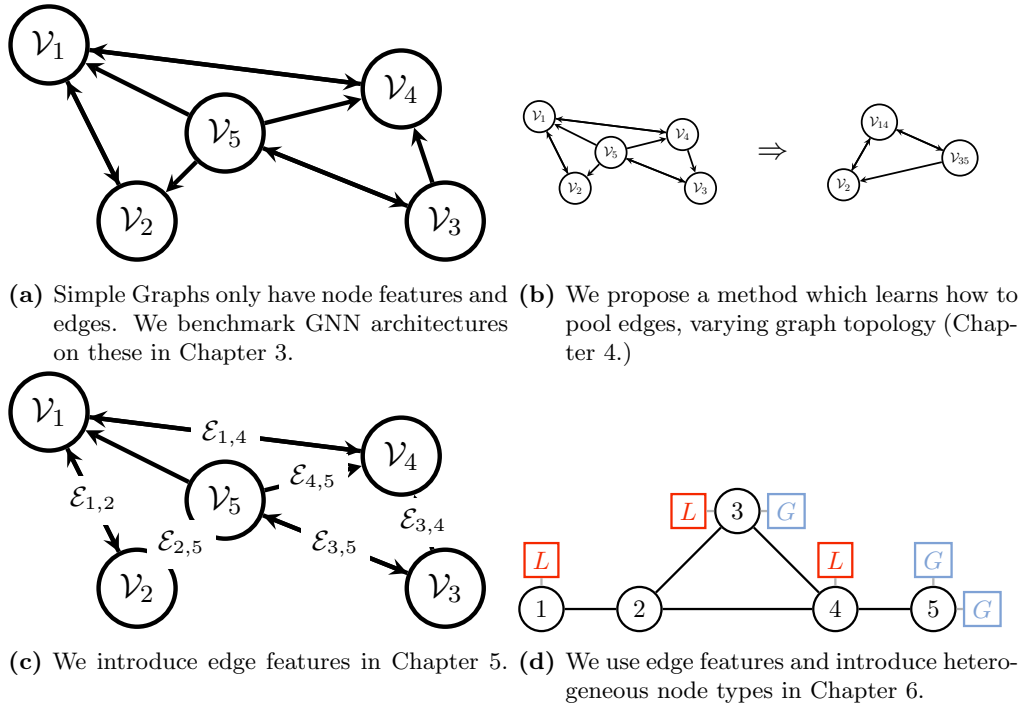 𝒱1
𝒱4
𝒱5
𝒱2
𝒱3
𝒱1
𝒱4
𝒱5
𝒱2
𝒱3
⇒
𝒱14
𝒱35
𝒱2
(a) Simple Graphs only have node features and
edges. We benchmark GNN architectures
on these in Chapter 3.
(b) We propose a method which learns how to
pool edges, varying graph topology (Chap-
ter 4.)
𝒱1
ℰ1,4
𝒱4
ℰ4,5
ℰ1,2
𝒱5
ℰ3,4
ℰ2,5
ℰ3,5
𝒱2
𝒱3
L
3
G
L
L
G
1
2
4
5
G
(c) We introduce edge features in Chapter 5.
(d) We use edge features and introduce hetero-
geneous node types in Chapter 6.